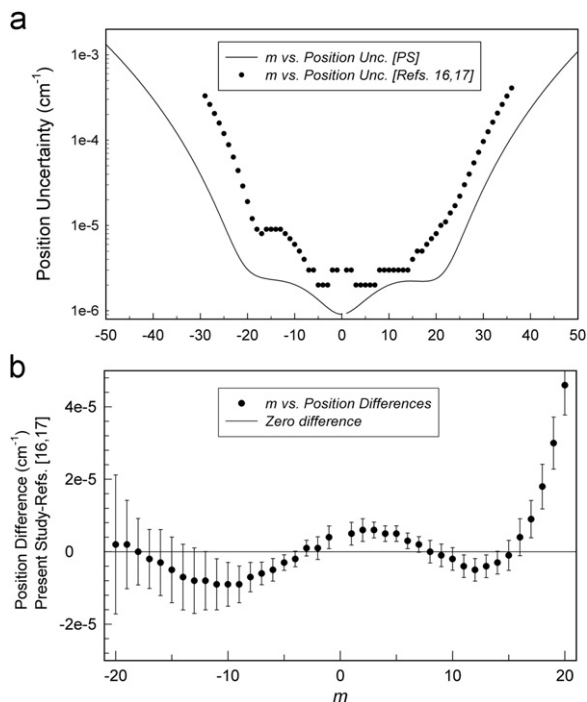 a
m vs. Position Unc. [PS]
m vs. Position Unc. [Refs. 16,17]
Position Uncertainty (cm-1)
1e-3
1e-4
1e-5
1e-6
-50 -40 -30 -20 -10 0 10 20 30 40 50
b
m vs. Position Differences
Zero difference
Position Difference (cm-1)
Present Study-Refs. [16,17]
4e-5
2e-5
0
-2e-5
-20 -10 0 10 20
m